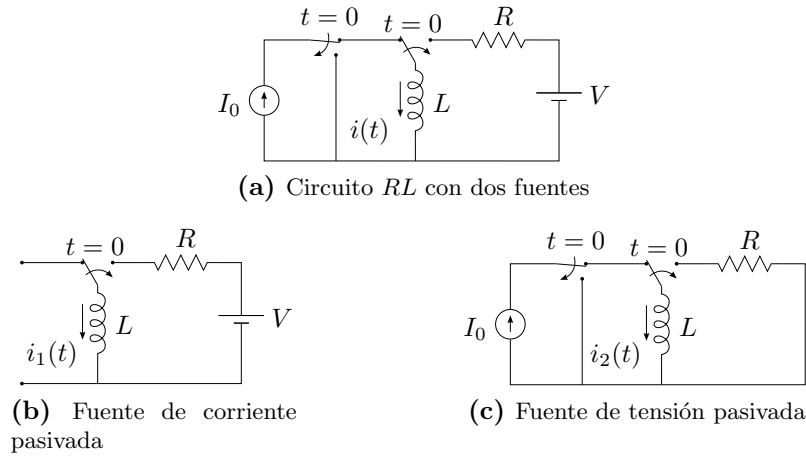 t = 0
t = 0
R
I₀
i(t)
L
V
(a) Circuito RL con dos fuentes
t = 0
R
i₁(t)
L
V
(b) Fuente de corriente
pasivada
t = 0
t = 0
R
I₀
i₂(t)
L
(c) Fuente de tensión pasivada